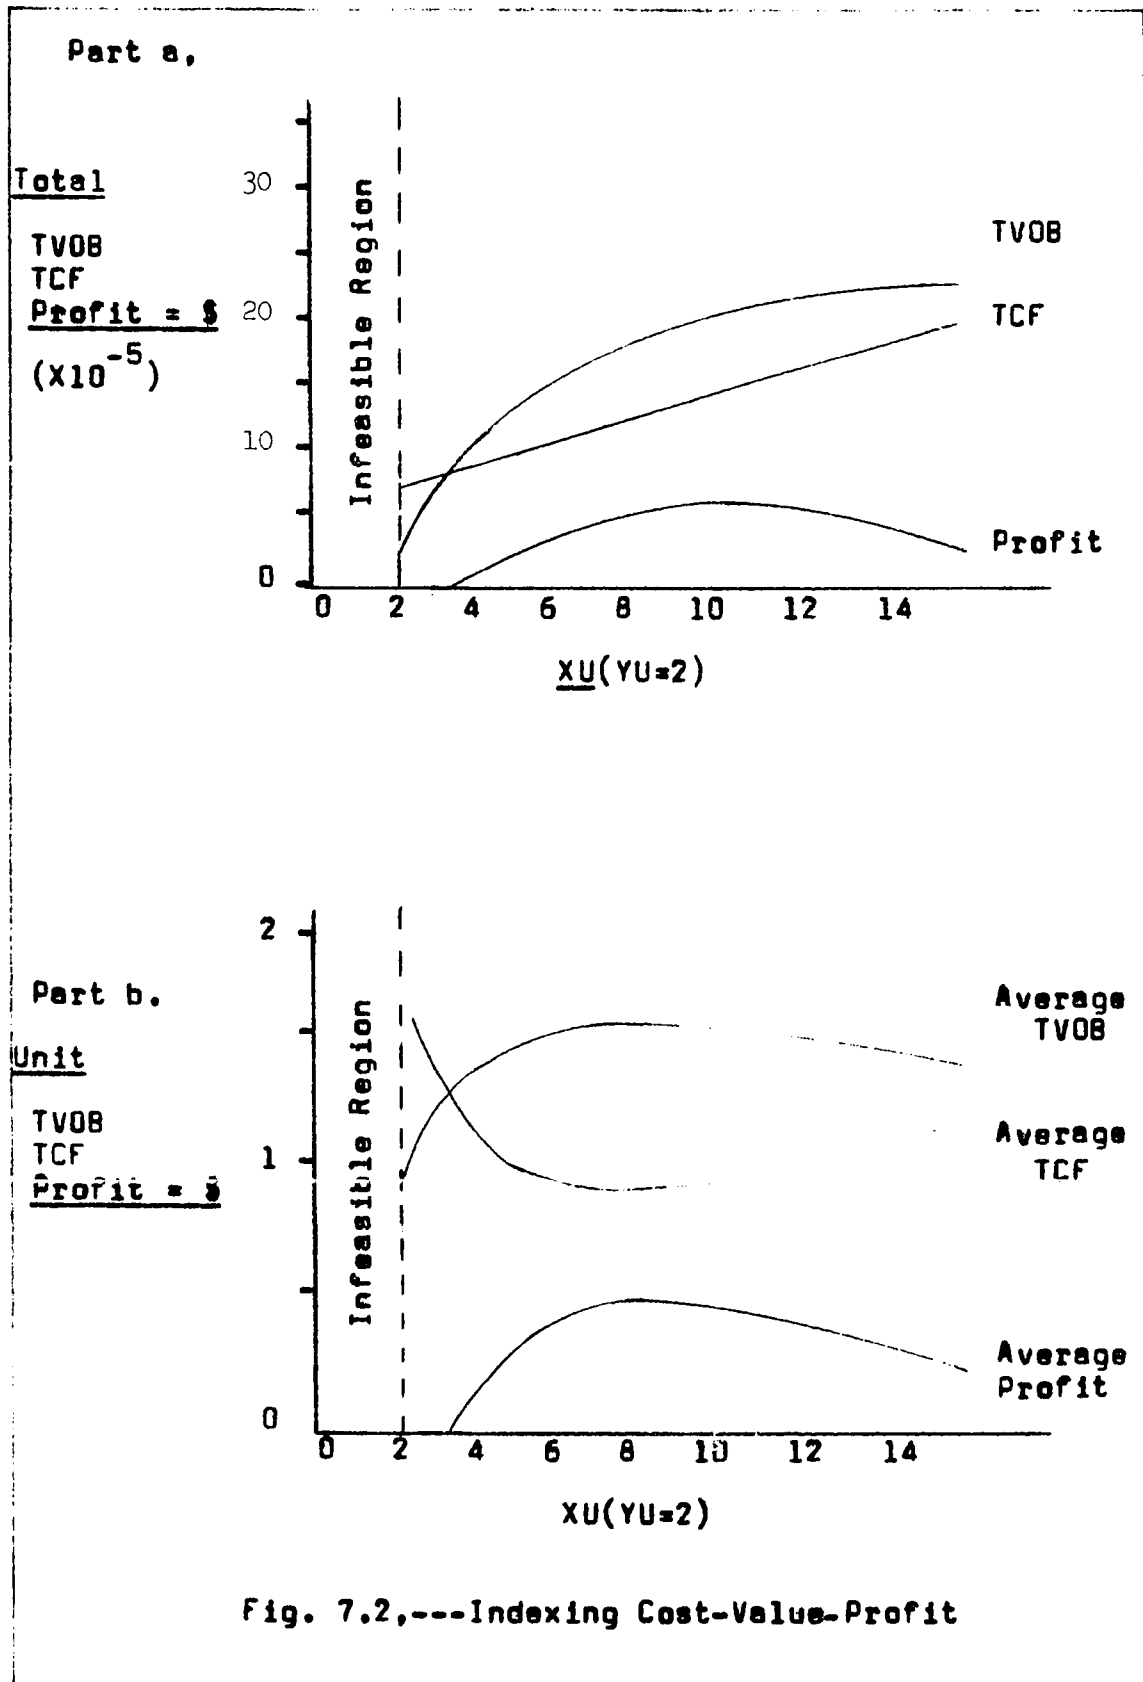 Part a,
Total
TVOB
TCF
Profit = $
(X10⁻⁵)
30
20
10
0
Infeasible Region
TVOB
TCF
Profit
0 2 4 6 8 10 12 14
XU(YU=2)
Part b.
Unit
TVOB
TCF
Profit = $
2
1
0
Infeasible Region
Average
TVOB
Average
TCF
Average
Profit
0 2 4 6 8 10 12 14
XU(YU=2)
Fig. 7.2,---Indexing Cost-Value-Profit